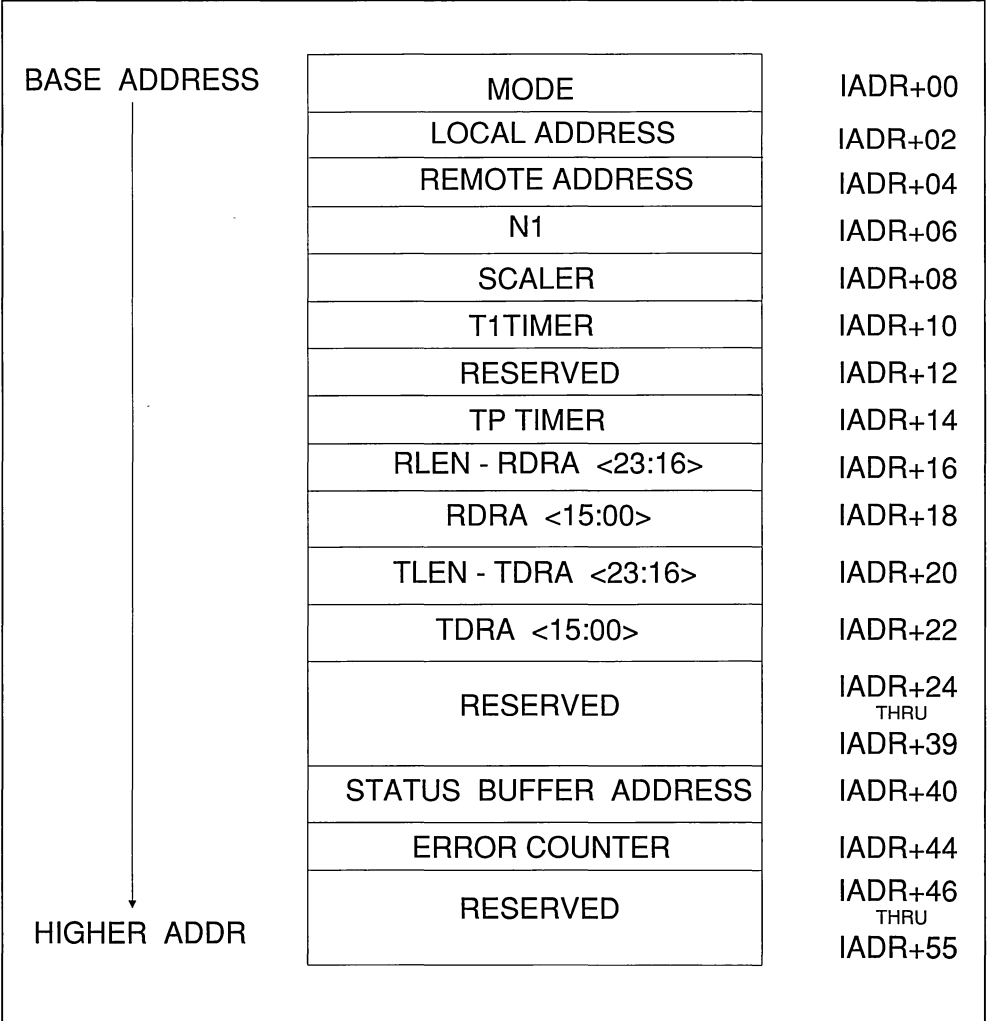 BASE ADDRESS
MODE IADR+00
LOCAL ADDRESS IADR+02
REMOTE ADDRESS IADR+04
N1 IADR+06
SCALER IADR+08
T1TIMER IADR+10
RESERVED IADR+12
TP TIMER IADR+14
RLEN - RDRA <23:16> IADR+16
RDRA <15:00> IADR+18
TLEN - TDRA <23:16> IADR+20
TDRA <15:00> IADR+22
RESERVED IADR+24
THRU
IADR+39
STATUS BUFFER ADDRESS IADR+40
ERROR COUNTER IADR+44
RESERVED IADR+46
THRU
HIGHER ADDR IADR+55